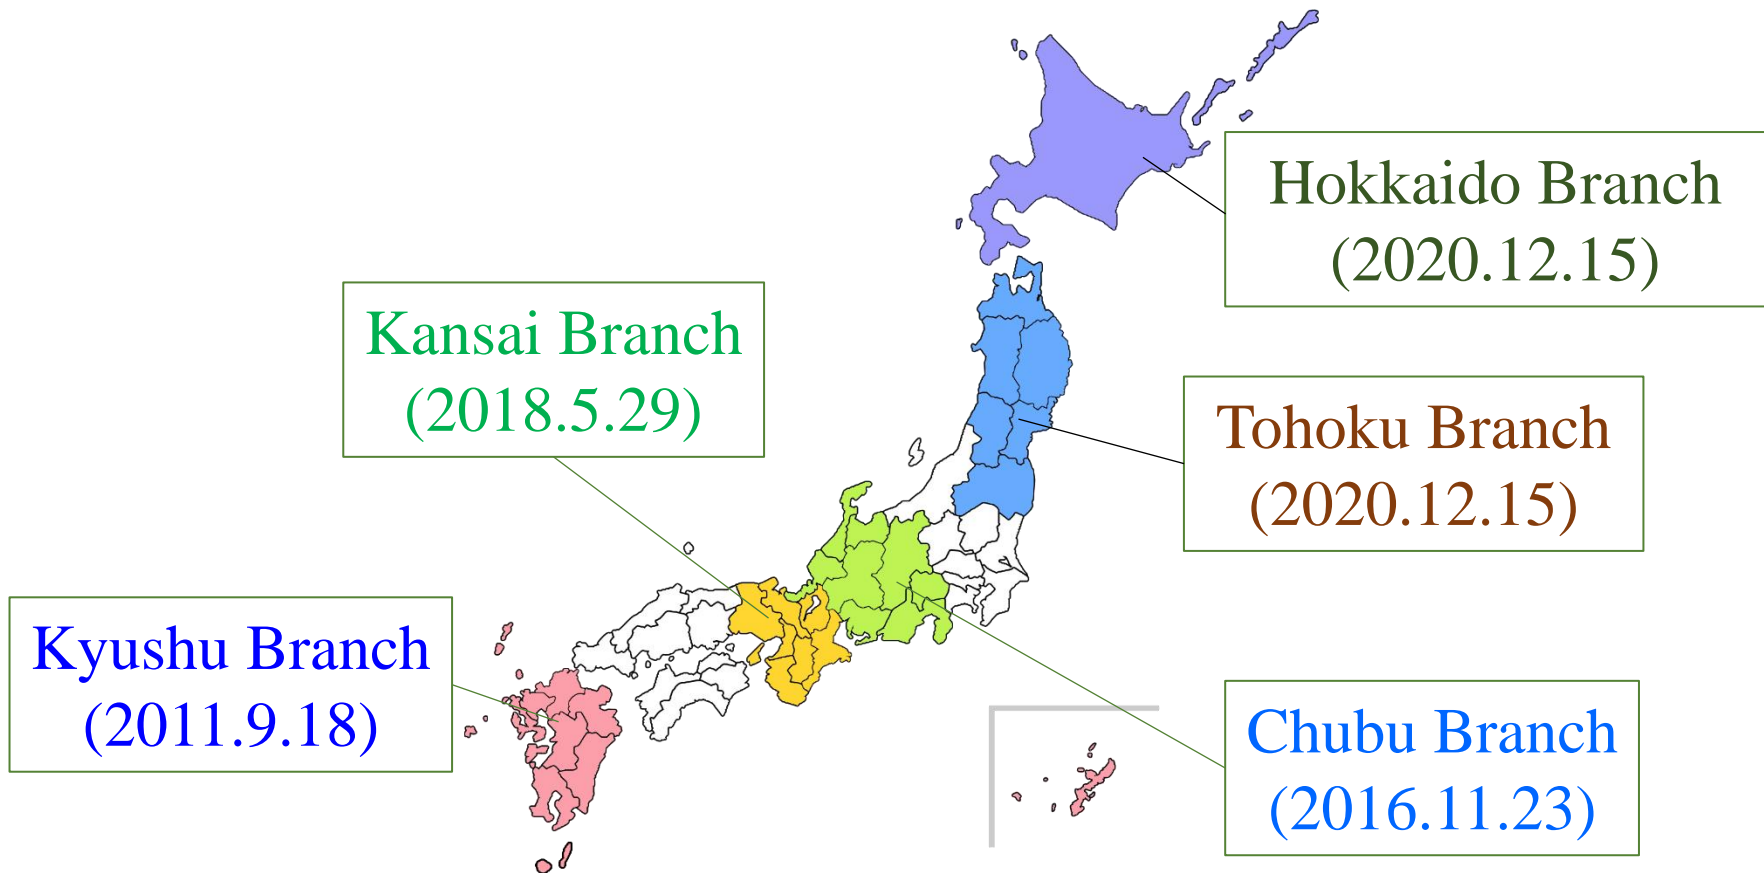 Hokkaido Branch
(2020.12.15)
Kansai Branch
(2018.5.29)
Tohoku Branch
(2020.12.15)
Kyushu Branch
(2011.9.18)
Chubu Branch
(2016.11.23)